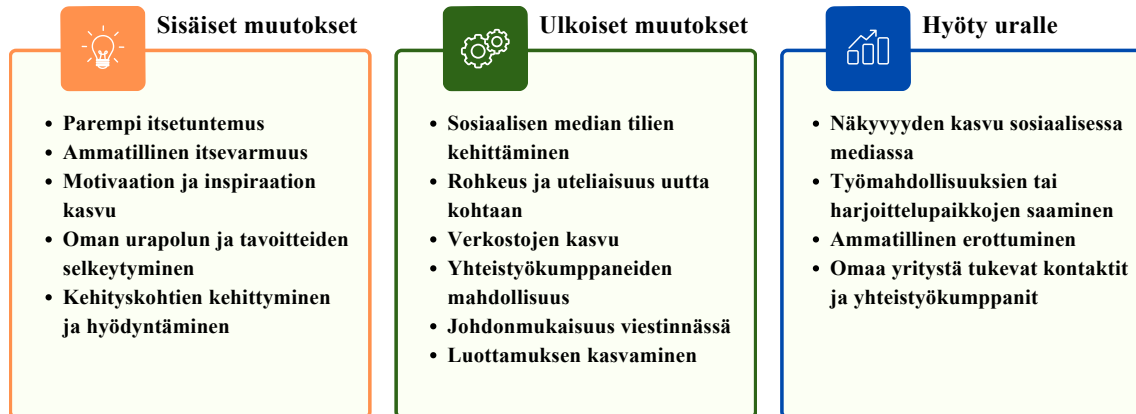 Sisäiset muutokset
• Parempi itsetuntemus
• Ammatillinen itsevarmuus
• Motivaation ja inspiraation
kasvu
• Oman urapolun ja tavoitteiden
selkeytyminen
• Kehityskohtien kehittyminen
ja hyödyntäminen
Ulkoiset muutokset
• Sosiaalisen median tilien
kehittäminen
• Rohkeus ja uteliaisuus uutta
kohtaan
• Verkostojen kasvu
• Yhteistyökumppaneiden
mahdollisuus
• Johdonmukaisuus viestinnässä
• Luottamuksen kasvaminen
Hyöty uralle
• Näkyvyyden kasvu sosiaalisessa
mediassa
• Työmahdollisuuksien tai
harjoittelupaikkojen saaminen
• Ammatillinen erottuminen
• Omaa yritystä tukevat kontaktit
ja yhteistyökumppanit